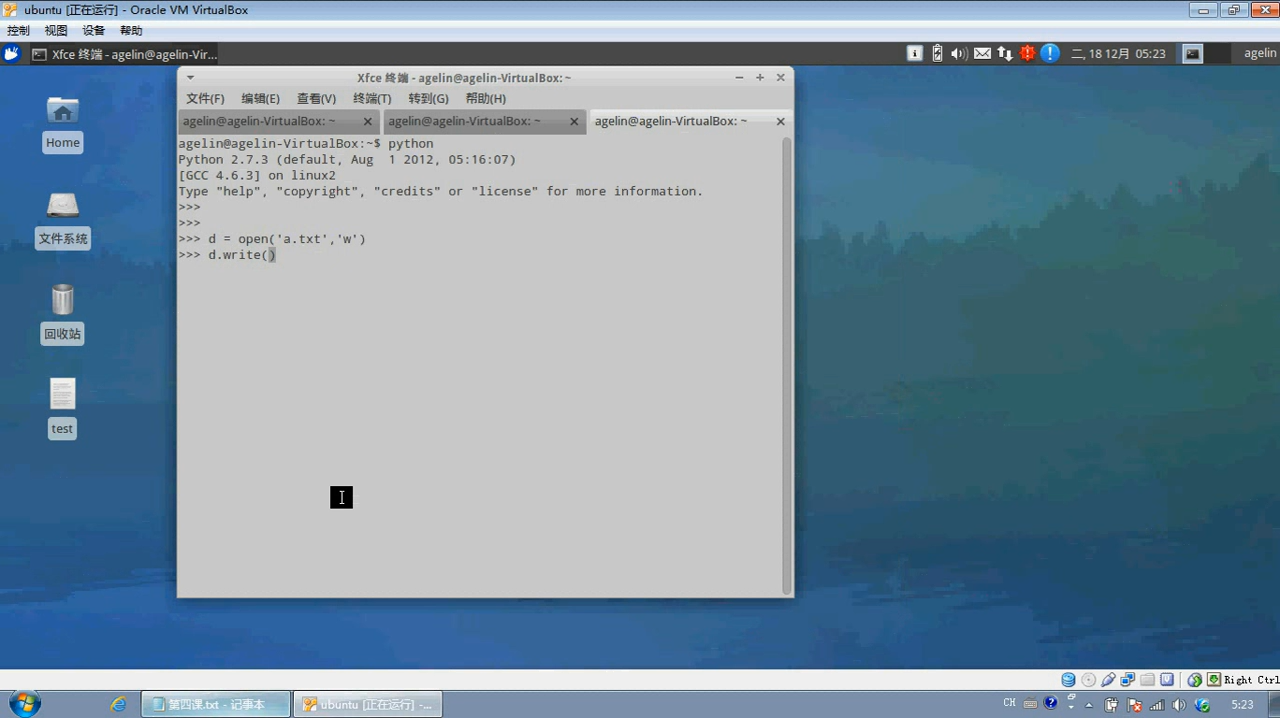 ubuntu [正在运行] - Oracle VM VirtualBox
控制 视图 设备 帮助
Xfce 终端 - agelin@agelin-Vir...
二, 18 12月 05:23
agelin
Xfce 终端 - agelin@agelin-VirtualBox: ~
文件(F) 编辑(E) 查看(V) 终端(T) 转到(G) 帮助(H)
agelin@agelin-VirtualBox: ~ agelin@agelin-VirtualBox: ~ agelin@agelin-VirtualBox: ~
agelin@agelin-VirtualBox:~$ python
Python 2.7.3 (default, Aug  1 2012, 05:16:07)
[GCC 4.6.3] on linux2
Type "help", "copyright", "credits" or "license" for more information.
>>>
>>>
>>> d = open('a.txt','w')
>>> d.write()
Home
文件系统
回收站
test
Right Ctrl
第四课.txt - 记事本
ubuntu [正在运行] -...
CH
5:23